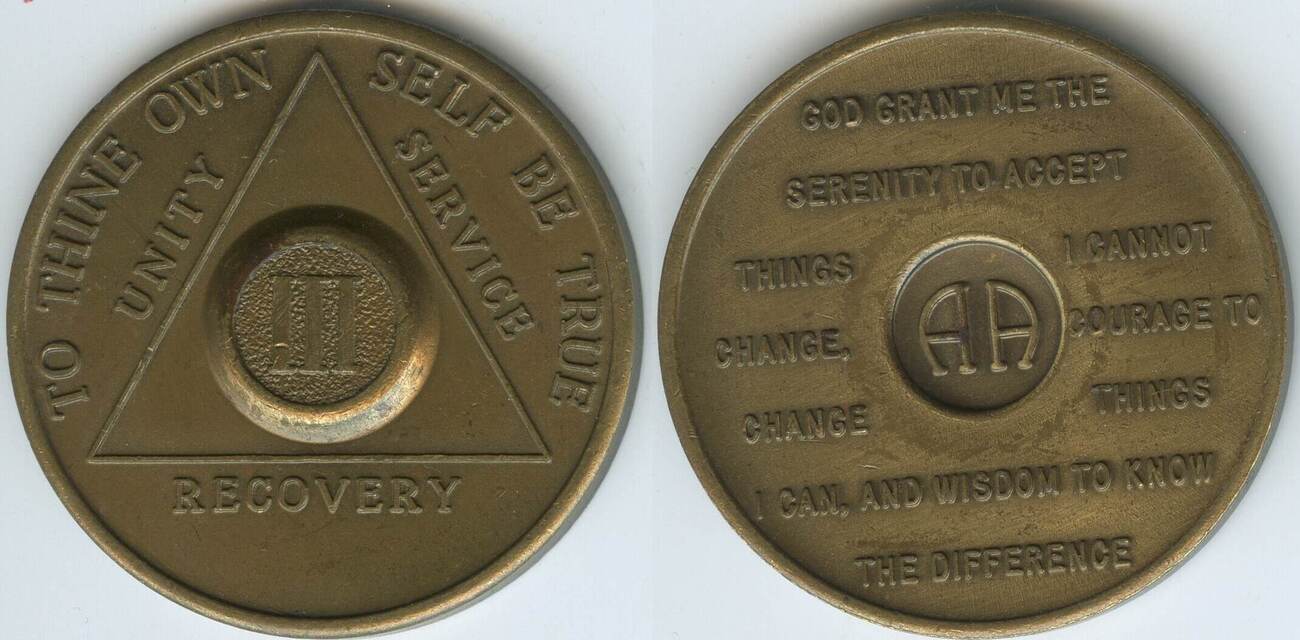 TO THINE OWN SELF BE TRUE
UNITY
SERVICE
III
RECOVERY
GOD GRANT ME THE
SERENITY TO ACCEPT
THINGS I CANNOT
CHANGE, COURAGE TO
CHANGE THINGS
I CAN, AND WISDOM TO KNOW
THE DIFFERENCE
AA